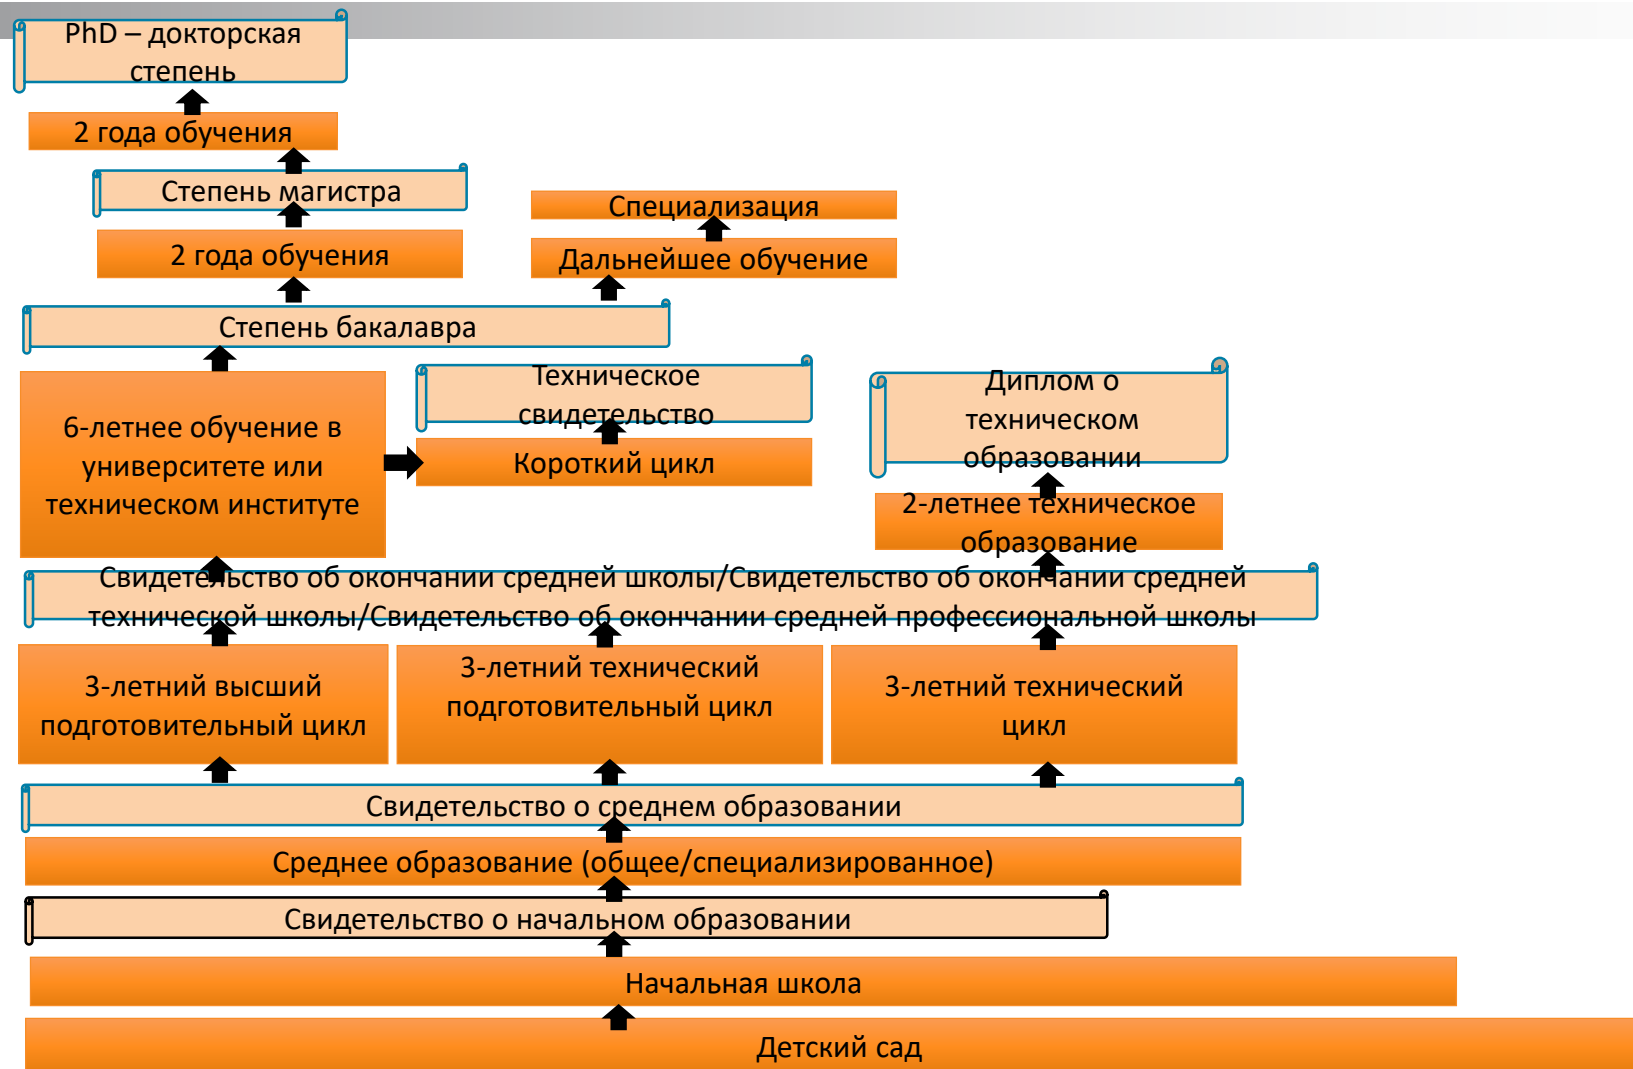 PhD – докторская
степень
2 года обучения
Степень магистра
Специализация
2 года обучения
Дальнейшее обучение
Степень бакалавра
6-летнее обучение в
университете или
техническом институте
Техническое
свидетельство
Короткий цикл
Диплом о
техническом
образовании
2-летнее техническое
образование
Свидетельство об окончании средней школы/Свидетельство об окончании средней
технической школы/Свидетельство об окончании средней профессиональной школы
3-летний высший
подготовительный цикл
3-летний технический
подготовительный цикл
3-летний технический
цикл
Свидетельство о среднем образовании
Среднее образование (общее/специализированное)
Свидетельство о начальном образовании
Начальная школа
Детский сад